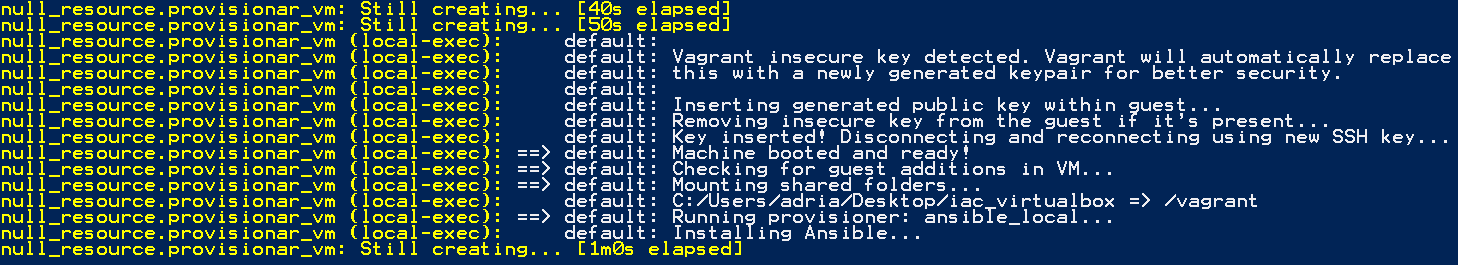 null_resource.provisionar_vm: Still creating... [40s elapsed]
null_resource.provisionar_vm: Still creating... [50s elapsed]
null_resource.provisionar_vm (local-exec):     default:
null_resource.provisionar_vm (local-exec):     default: Vagrant insecure key detected. Vagrant will automatically replace
null_resource.provisionar_vm (local-exec):     default: this with a newly generated keypair for better security.
null_resource.provisionar_vm (local-exec):     default:
null_resource.provisionar_vm (local-exec):     default: Inserting generated public key within guest...
null_resource.provisionar_vm (local-exec):     default: Removing insecure key from the guest if it's present...
null_resource.provisionar_vm (local-exec):     default: Key inserted! Disconnecting and reconnecting using new SSH key...
null_resource.provisionar_vm (local-exec): ==> default: Machine booted and ready!
null_resource.provisionar_vm (local-exec): ==> default: Checking for guest additions in VM...
null_resource.provisionar_vm (local-exec): ==> default: Mounting shared folders...
null_resource.provisionar_vm (local-exec):     default: C:/Users/adria/Desktop/iac_virtualbox => /vagrant
null_resource.provisionar_vm (local-exec): ==> default: Running provisioner: ansible_local...
null_resource.provisionar_vm (local-exec):     default: Installing Ansible...
null_resource.provisionar_vm: Still creating... [1m0s elapsed]